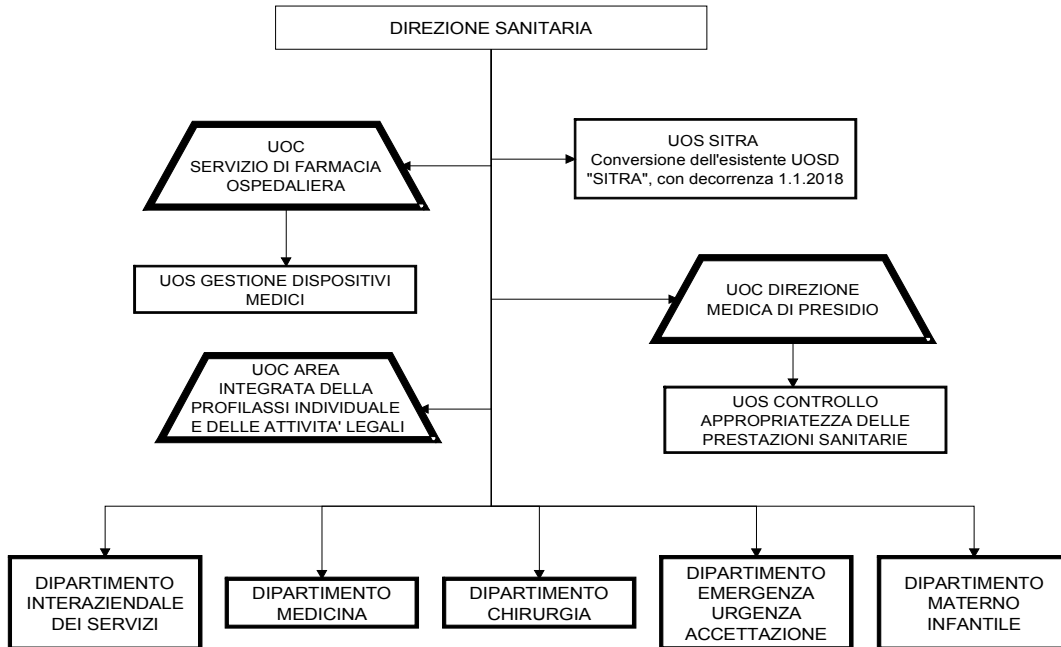 DIREZIONE SANITARIA
UOC
SERVIZIO DI FARMACIA
OSPEDALIERA
UOS SITRA
Conversione dell'esistente UOSD
"SITRA", con decorrenza 1.1.2018
UOS GESTIONE DISPOSITIVI
MEDICI
UOC DIREZIONE
MEDICA DI PRESIDIO
UOC AREA
INTEGRATA DELLA
PROFILASSI INDIVIDUALE
E DELLE ATTIVITA' LEGALI
UOS CONTROLLO
APPROPRIATEZZA DELLE
PRESTAZIONI SANITARIE
DIPARTIMENTO
INTERAZIENDALE
DEI SERVIZI
DIPARTIMENTO
MEDICINA
DIPARTIMENTO
CHIRURGIA
DIPARTIMENTO
EMERGENZA
URGENZA
ACCETTAZIONE
DIPARTIMENTO
MATERNO
INFANTILE